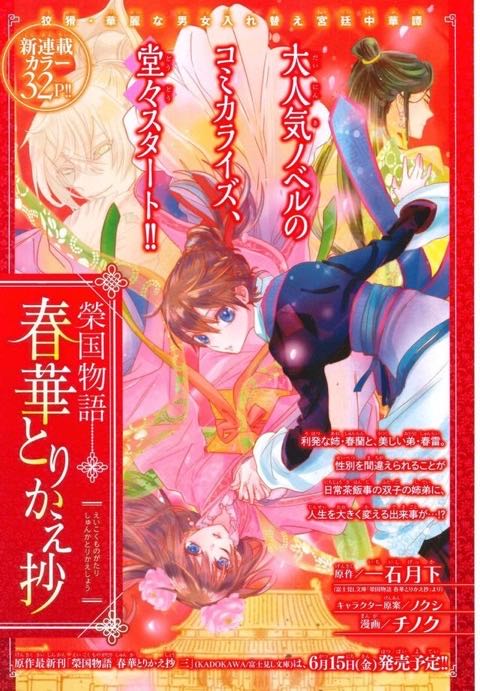 狡猾・華麗な男女入れ替え宮廷中華譚
新連載
カラー
32P!!
大人気ノベルの
コミカライズ、
堂々スタート!!
榮国物語
春華とりかえ抄
えいこくものがたり
しゅんかとりかえしょう
利発な姉・春蘭と、美しい弟・春雷。
性別を間違えられることが
日常茶飯事の双子の姉弟に、
人生を大きく変える出来事が…!?
原作/一石月下
(富士見L文庫「榮国物語 春華とりかえ抄」より)
キャラクター原案/ノクシ
漫画/チノク
原作最新刊『榮国物語 春華とりかえ抄 三』(KADOKAWA/富士見L文庫)は、6月15日(金)発売予定!!